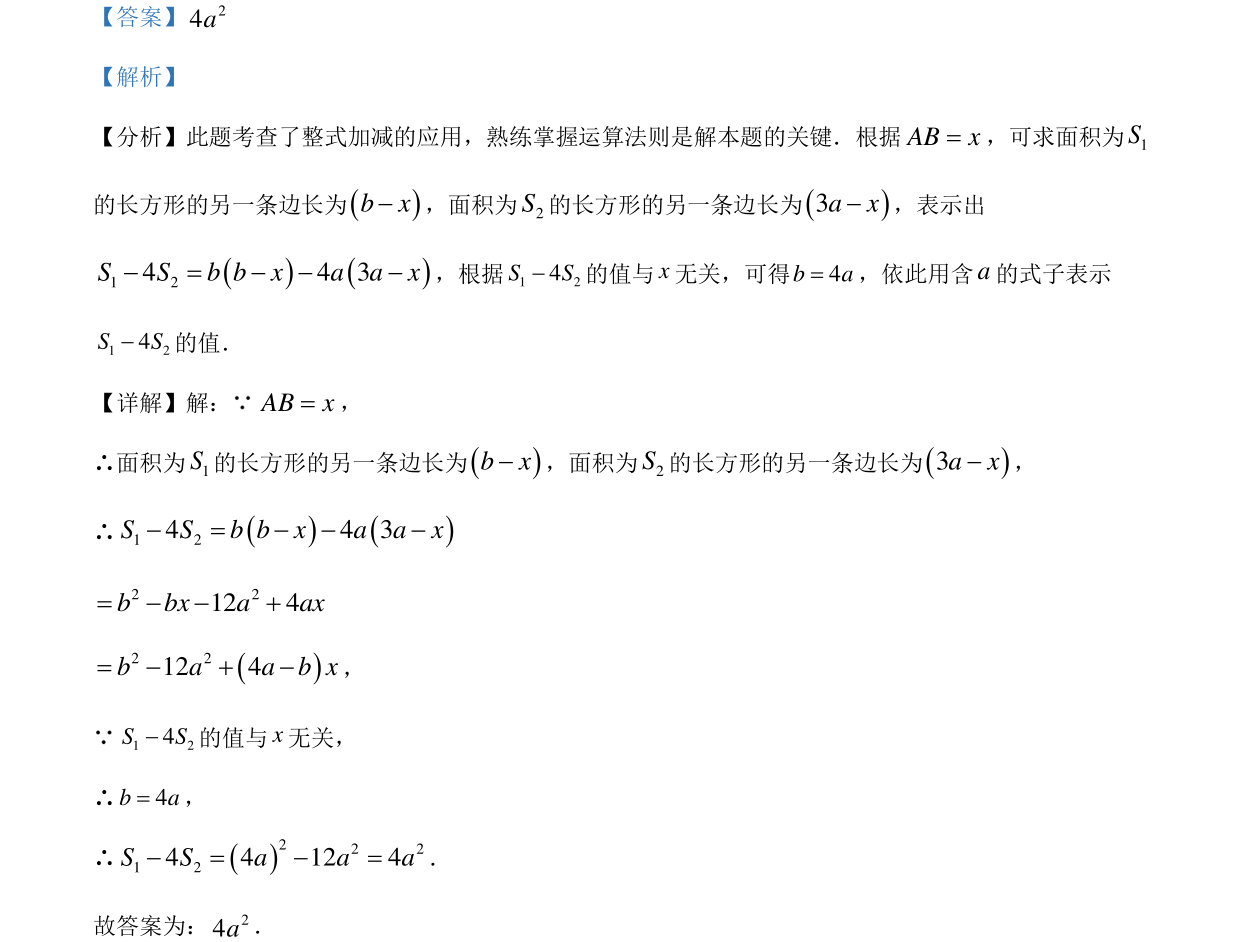 【答案】4a²
【解析】
【分析】此题考查了整式加减的应用，熟练掌握运算法则是解本题的关键．根据 AB = x，可求面积为 S₁
的长方形的另一条边长为(b−x)，面积为 S₂ 的长方形的另一条边长为(3a−x)，表示出
S₁−4S₂=b(b−x)−4a(3a−x)，根据 S₁−4S₂ 的值与 x 无关，可得 b=4a，依此用含 a 的式子表示
S₁−4S₂ 的值．
【详解】解：∵ AB = x，
∴面积为 S₁ 的长方形的另一条边长为(b−x)，面积为 S₂ 的长方形的另一条边长为(3a−x)，
∴ S₁−4S₂=b(b−x)−4a(3a−x)
=b²−bx−12a²+4ax
=b²−12a²+(4a−b)x，
∵ S₁−4S₂ 的值与 x 无关，
∴b=4a，
∴ S₁−4S₂=(4a)²−12a²=4a²．
故答案为：4a²．